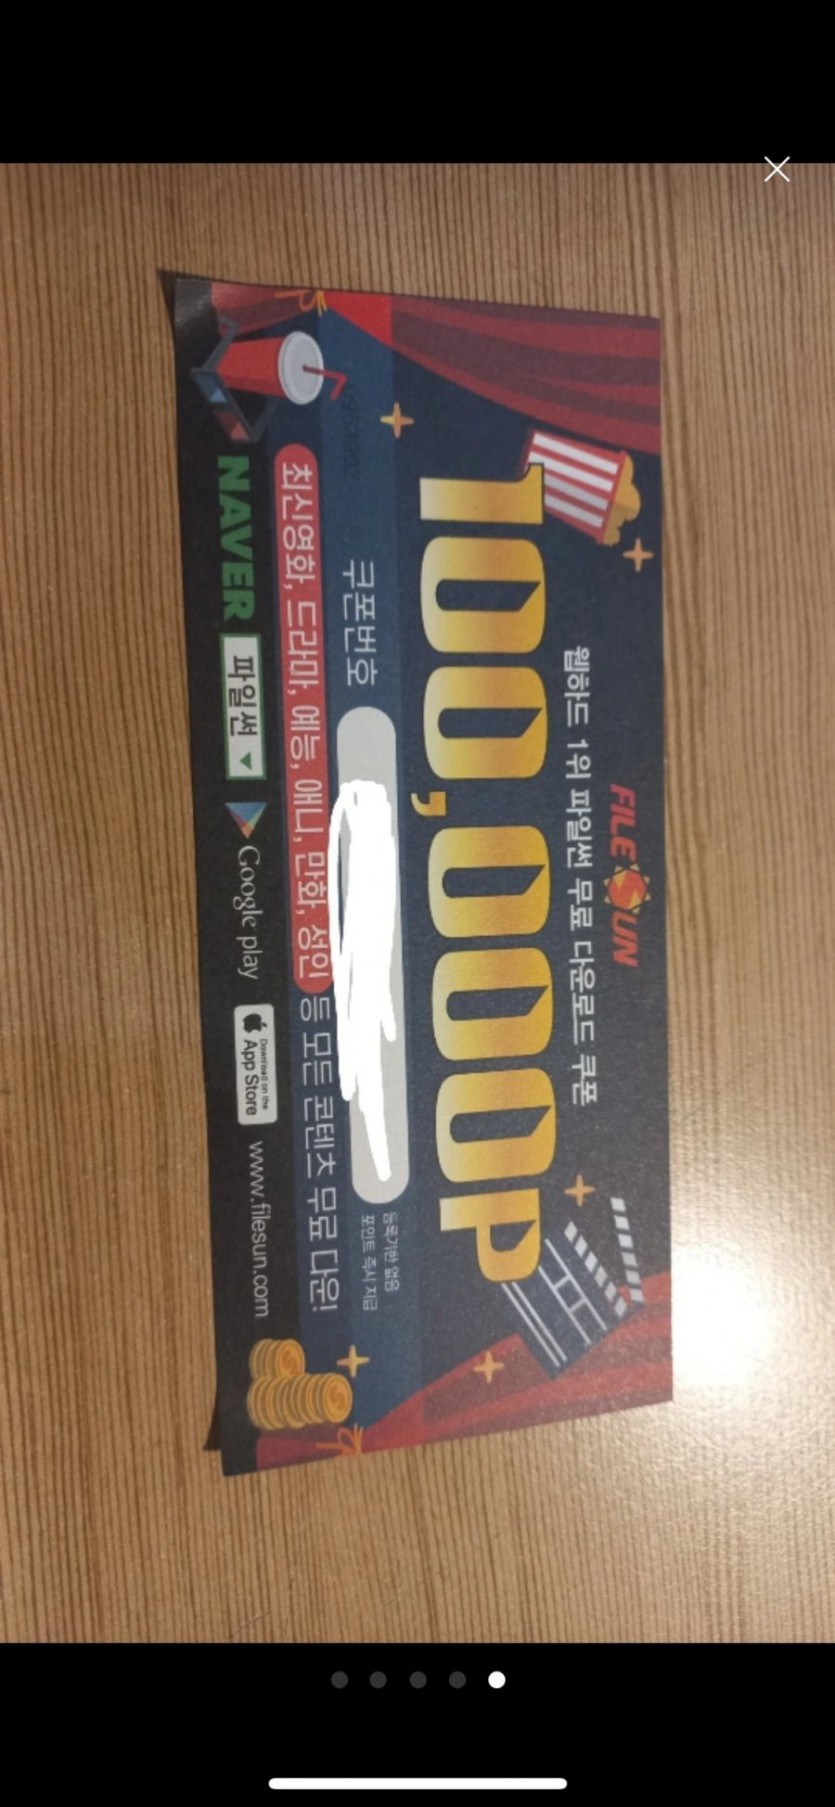 FILE SUN
웹하드 1위 파일썬 무료 다운로드 쿠폰
100,000P
쿠폰번호
등록기한 없음
포인트 즉시 지급
최신영화, 드라마, 예능, 애니, 만화, 성인 등 모든 콘텐츠 무료 다운!
NAVER 파일썬 Google play Download on the App Store www.filesun.com